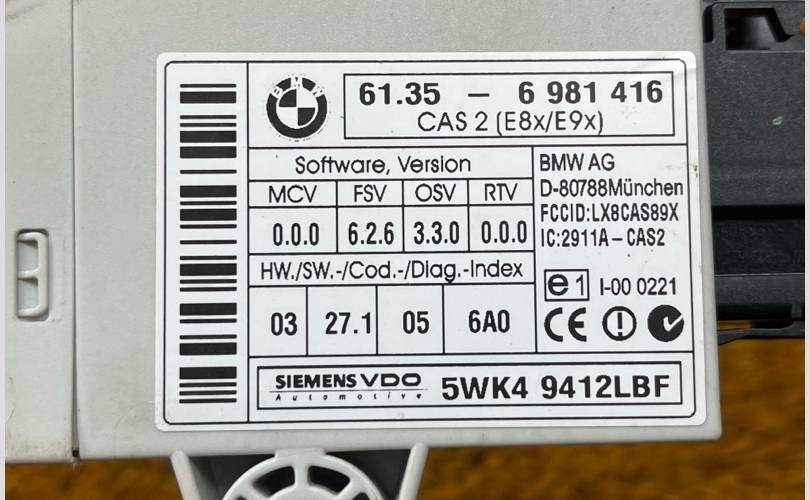 BMW
61.35 – 6 981 416
CAS 2 (E8x/E9x)
Software, Version
MCV FSV OSV RTV
0.0.0 6.2.6 3.3.0 0.0.0
HW./SW.-/Cod.-/Diag.-Index
03 27.1 05 6A0
BMW AG
D-80788München
FCCID:LX8CAS89X
IC:2911A-CAS2
e1 I-00 0221
CE
SIEMENS VDO
Automotive
5WK4 9412LBF